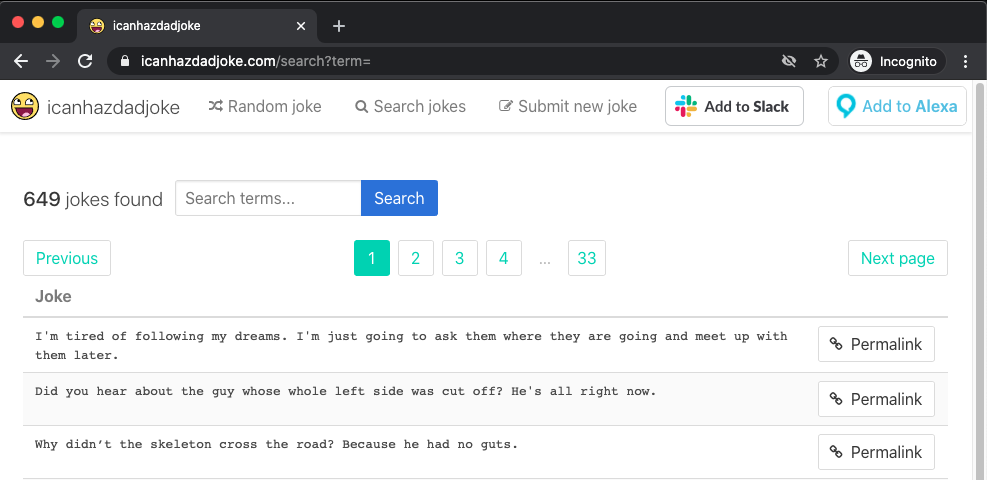 icanhazdadjoke
icanhazdadjoke.com/search?term=
Incognito
icanhazdadjoke
Random joke
Search jokes
Submit new joke
Add to Slack
Add to Alexa
649 jokes found
Search terms...
Search
Previous
1
2
3
4
...
33
Next page
Joke
I'm tired of following my dreams. I'm just going to ask them where they are going and meet up with
them later.
Permalink
Did you hear about the guy whose whole left side was cut off? He's all right now.
Permalink
Why didn’t the skeleton cross the road? Because he had no guts.
Permalink